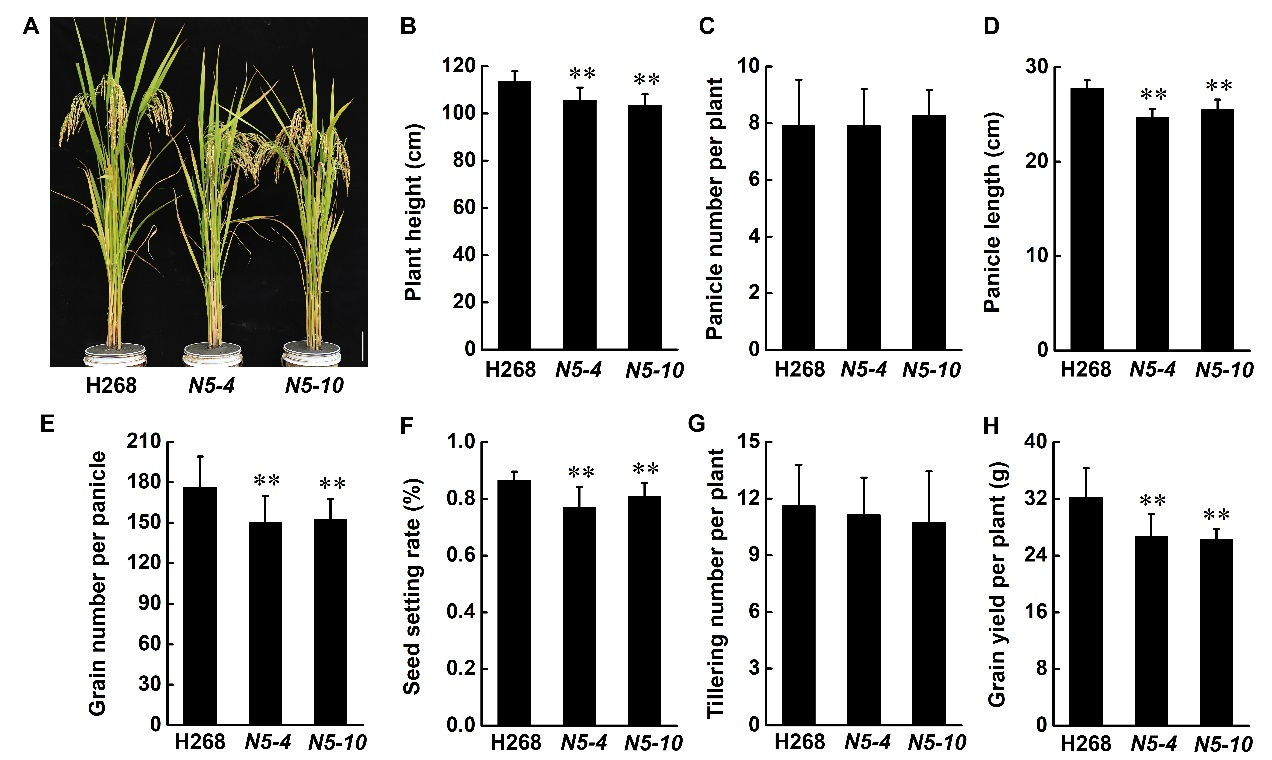 A
H268 N5-4 N5-10
B
Plant height (cm)
120
100
80
60
40
20
0
** **
H268 N5-4 N5-10
C
Panicle number per plant
10
8
6
4
2
0
H268 N5-4 N5-10
D
Panicle length (cm)
30
20
10
0
** **
H268 N5-4 N5-10
E
Grain number per panicle
210
180
150
120
90
60
30
0
** **
H268 N5-4 N5-10
F
Seed setting rate (%)
1.0
0.8
0.6
0.4
0.2
0.0
** **
H268 N5-4 N5-10
G
Tillering number per plant
15
12
9
6
3
0
H268 N5-4 N5-10
H
Grain yield per plant (g)
40
32
24
16
8
0
** **
H268 N5-4 N5-10